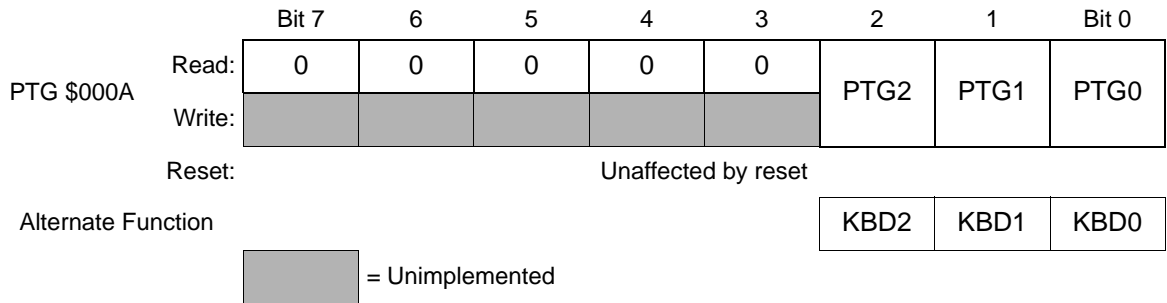 Bit 7 6 5 4 3 2 1 Bit 0
Read: 0 0 0 0 0
PTG $000A PTG2 PTG1 PTG0
Write:
Reset: Unaffected by reset
Alternate Function KBD2 KBD1 KBD0
= Unimplemented